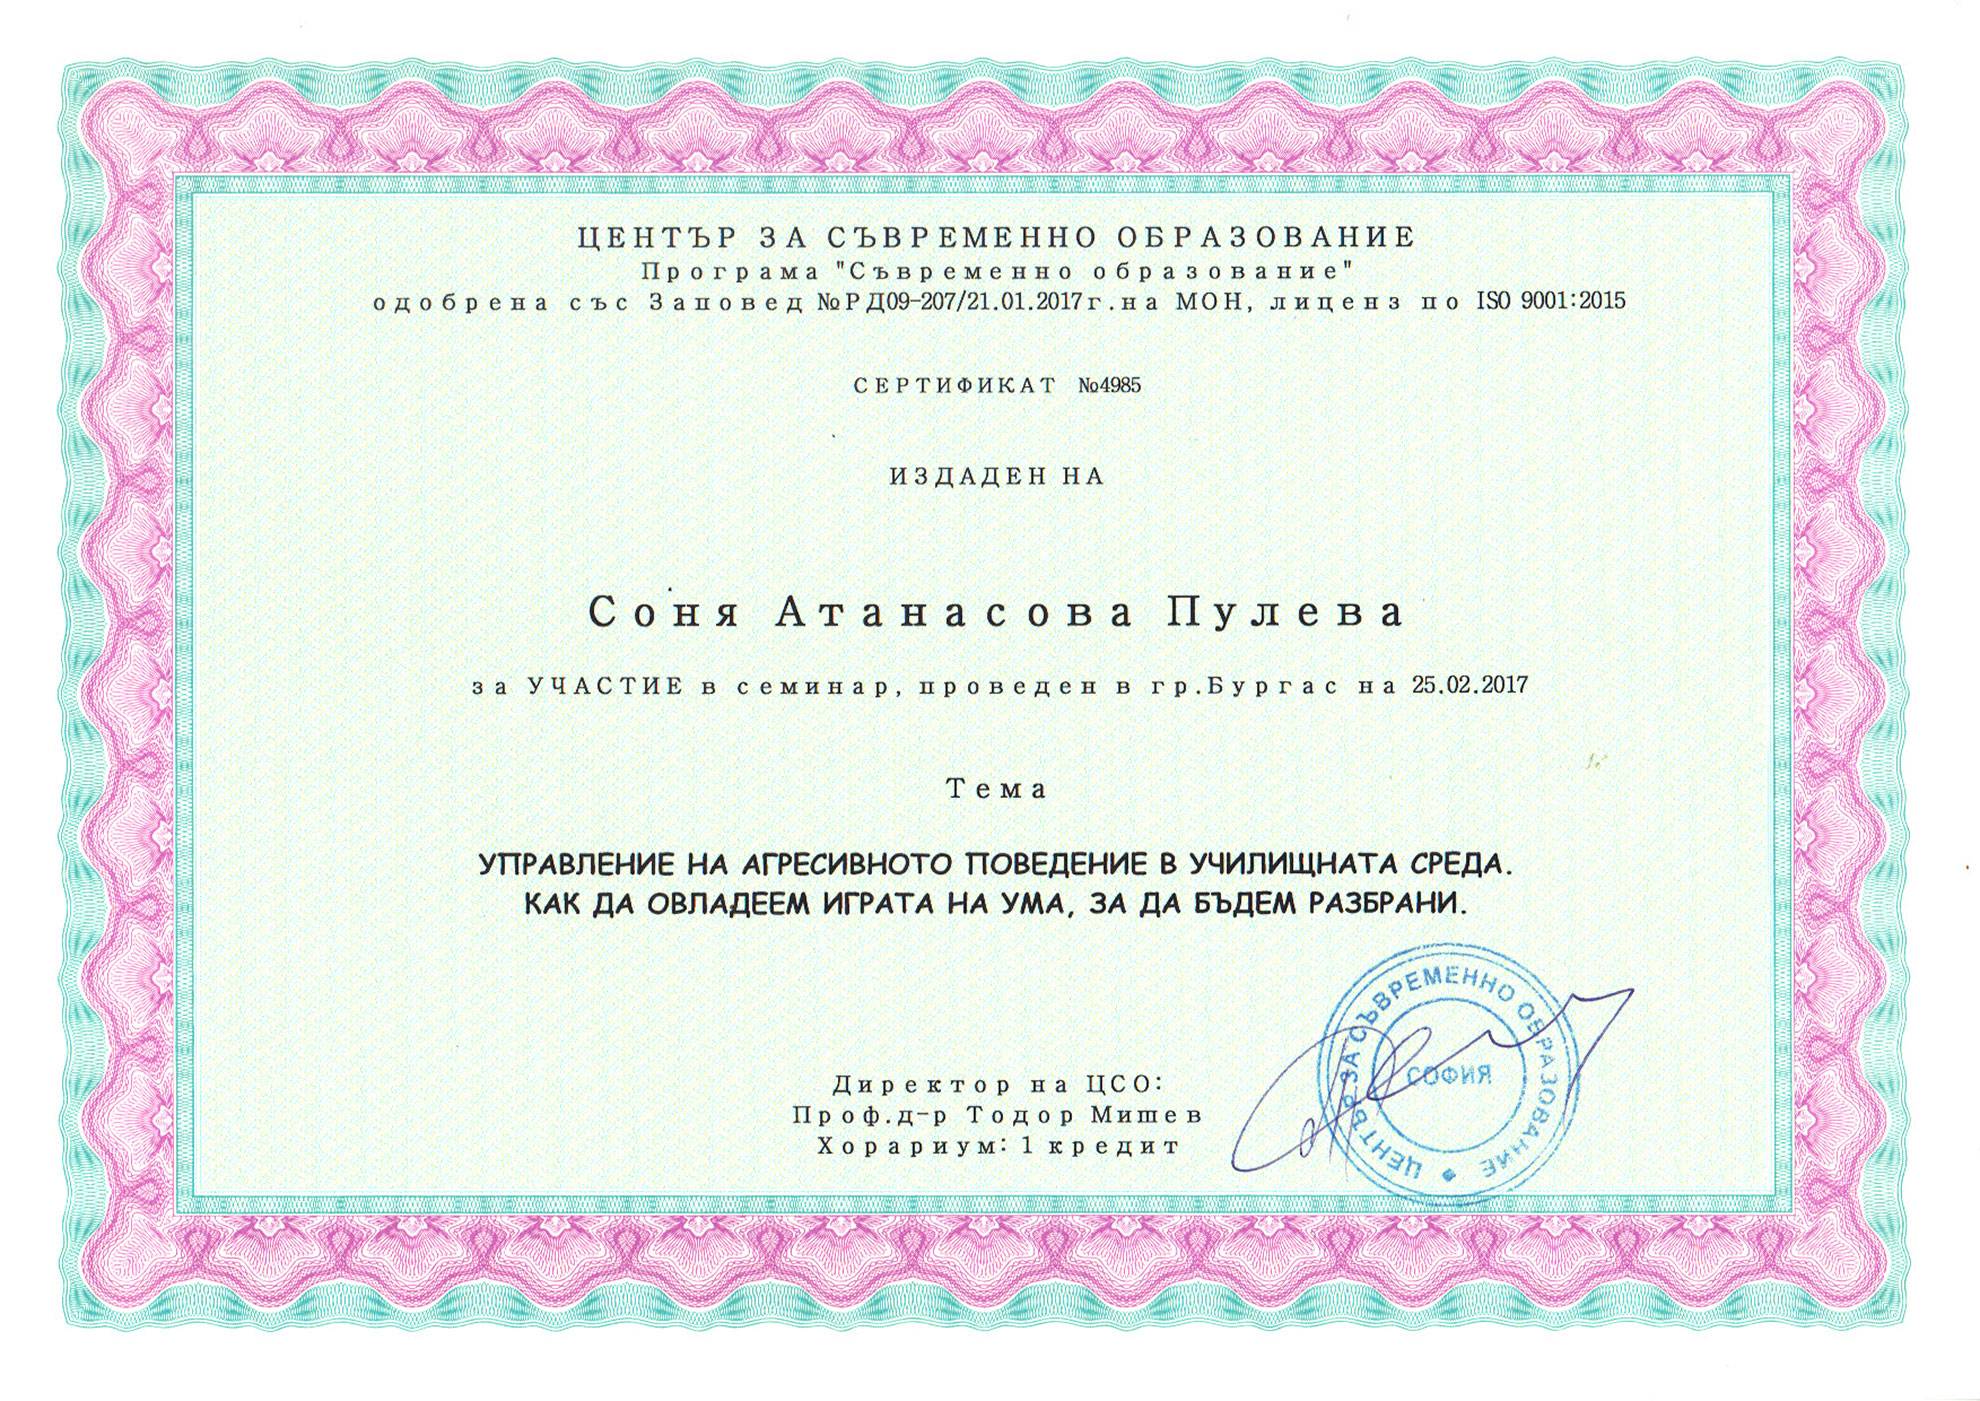 ЦЕНТЪР ЗА СЪВРЕМЕННО ОБРАЗОВАНИЕ
Програма "Съвременно образование"
одобрена със Заповед №РД09-207/21.01.2017г.на МОН, лиценз по ISO 9001:2015
СЕРТИФИКАТ №4985
ИЗДАДЕН НА
Соня Атанасова Пулева
за УЧАСТИЕ в семинар, проведен в гр.Бургас на 25.02.2017
Тема
УПРАВЛЕНИЕ НА АГРЕСИВНОТО ПОВЕДЕНИЕ В УЧИЛИЩНАТА СРЕДА.
КАК ДА ОВЛАДЕЕМ ИГРАТА НА УМА, ЗА ДА БЪДЕМ РАЗБРАНИ.
Директор на ЦСО:
Проф.д-р Тодор Мишев
Хорариум: 1 кредит
ЦЕНТЪР ЗА СЪВРЕМЕННО ОБРАЗОВАНИЕ
СОФИЯ